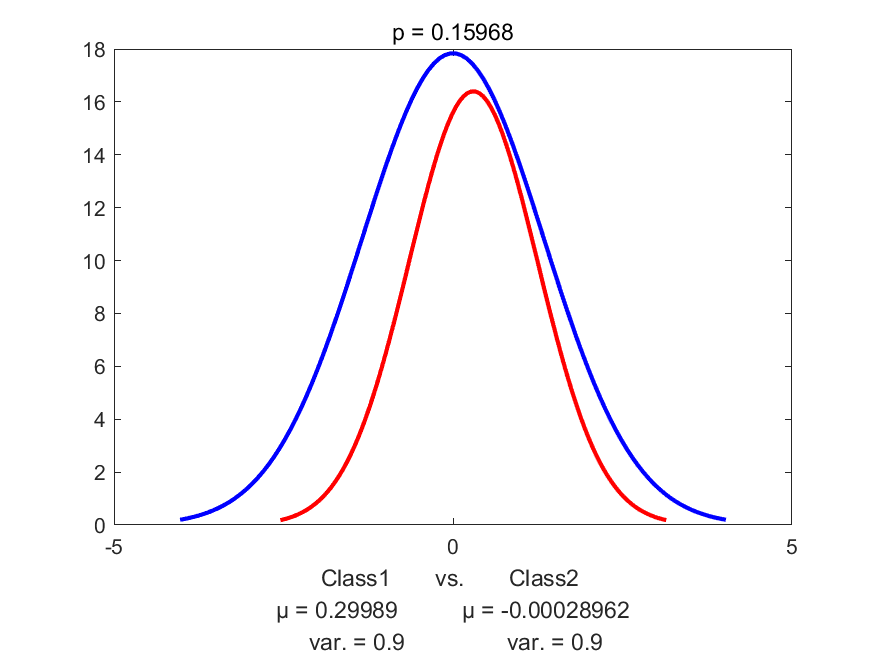 p = 0.15968
18
16
14
12
10
8
6
4
2
0
-5 0 5
Class1 vs. Class2
μ = 0.29989 μ = -0.00028962
var. = 0.9 var. = 0.9